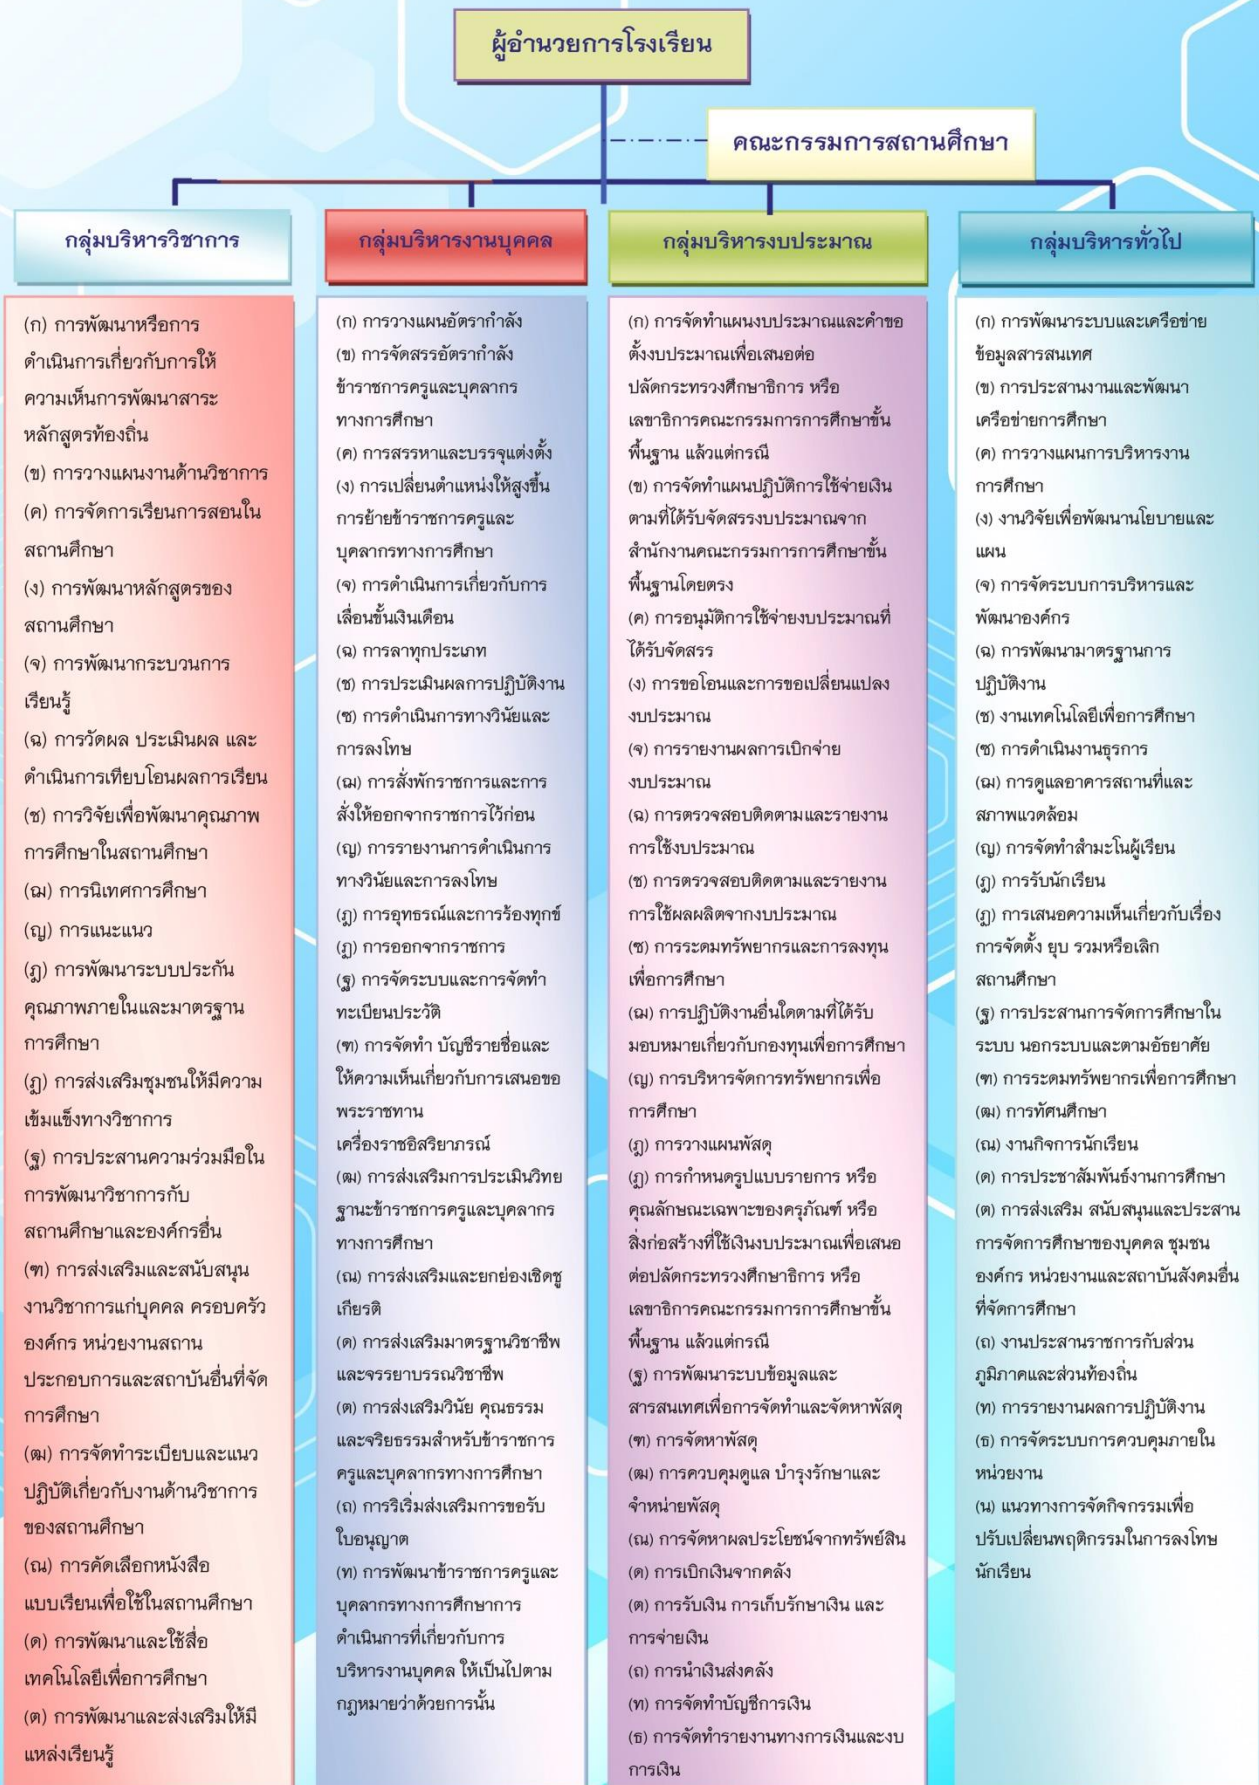 ผู้อำนวยการโรงเรียน
คณะกรรมการสถานศึกษา
กลุ่มบริหารวิชาการ
(ก) การพัฒนาหรือการ
ดำเนินการเกี่ยวกับการให้
ความเห็นการพัฒนาสาระ
หลักสูตรท้องถิ่น
(ข) การวางแผนงานด้านวิชาการ
(ค) การจัดการเรียนการสอนใน
สถานศึกษา
(ง) การพัฒนาหลักสูตรของ
สถานศึกษา
(จ) การพัฒนากระบวนการ
เรียนรู้
(ฉ) การวัดผล ประเมินผล และ
ดำเนินการเทียบโอนผลการเรียน
(ช) การวิจัยเพื่อพัฒนาคุณภาพ
การศึกษาในสถานศึกษา
(ฌ) การนิเทศการศึกษา
(ญ) การแนะแนว
(ฎ) การพัฒนาระบบประกัน
คุณภาพภายในและมาตรฐาน
การศึกษา
(ฏ) การส่งเสริมชุมชนให้มีความ
เข้มแข็งทางวิชาการ
(ฐ) การประสานความร่วมมือใน
การพัฒนาวิชาการกับ
สถานศึกษาและองค์กรอื่น
(ฑ) การส่งเสริมและสนับสนุน
งานวิชาการแก่บุคคล ครอบครัว
องค์กร หน่วยงานสถาน
ประกอบการและสถาบันอื่นที่จัด
การศึกษา
(ฒ) การจัดทำระเบียบและแนว
ปฏิบัติเกี่ยวกับงานด้านวิชาการ
ของสถานศึกษา
(ณ) การคัดเลือกหนังสือ
แบบเรียนเพื่อใช้ในสถานศึกษา
(ด) การพัฒนาและใช้สื่อ
เทคโนโลยีเพื่อการศึกษา
(ต) การพัฒนาและส่งเสริมให้มี
แหล่งเรียนรู้
กลุ่มบริหารงานบุคคล
(ก) การวางแผนอัตรากำลัง
(ข) การจัดสรรอัตรากำลัง
ข้าราชการครูและบุคลากร
ทางการศึกษา
(ค) การสรรหาและบรรจุแต่งตั้ง
(ง) การเปลี่ยนตำแหน่งให้สูงขึ้น
การย้ายข้าราชการครูและ
บุคลากรทางการศึกษา
(จ) การดำเนินการเกี่ยวกับการ
เลื่อนขั้นเงินเดือน
(ฉ) การลาทุกประเภท
(ช) การประเมินผลการปฏิบัติงาน
(ซ) การดำเนินการทางวินัยและ
การลงโทษ
(ฌ) การสั่งพักราชการและการ
สั่งให้ออกจากราชการไว้ก่อน
(ญ) การรายงานการดำเนินการ
ทางวินัยและการลงโทษ
(ฎ) การอุทธรณ์และการร้องทุกข์
(ฏ) การออกจากราชการ
(ฐ) การจัดระบบและการจัดทำ
ทะเบียนประวัติ
(ฑ) การจัดทำ บัญชีรายชื่อและ
ให้ความเห็นเกี่ยวกับการเสนอขอ
พระราชทาน
เครื่องราชอิสริยาภรณ์
(ฒ) การส่งเสริมการประเมินวิทย
ฐานะข้าราชการครูและบุคลากร
ทางการศึกษา
(ณ) การส่งเสริมและยกย่องเชิดชู
เกียรติ
(ด) การส่งเสริมมาตรฐานวิชาชีพ
และจรรยาบรรณวิชาชีพ
(ต) การส่งเสริมวินัย คุณธรรม
และจริยธรรมสำหรับข้าราชการ
ครูและบุคลากรทางการศึกษา
(ถ) การริเริ่มส่งเสริมการขอรับ
ใบอนุญาต
(ท) การพัฒนาข้าราชการครูและ
บุคลากรทางการศึกษาการ
ดำเนินการที่เกี่ยวกับการ
บริหารงานบุคคล ให้เป็นไปตาม
กฎหมายว่าด้วยการนั้น
กลุ่มบริหารงบประมาณ
(ก) การจัดทำแผนงบประมาณและคำขอ
ตั้งงบประมาณเพื่อเสนอต่อ
ปลัดกระทรวงศึกษาธิการ หรือ
เลขาธิการคณะกรรมการการศึกษาขั้น
พื้นฐาน แล้วแต่กรณี
(ข) การจัดทำแผนปฏิบัติการใช้จ่ายเงิน
ตามที่ได้รับจัดสรรงบประมาณจาก
สำนักงานคณะกรรมการการศึกษาขั้น
พื้นฐานโดยตรง
(ค) การอนุมัติการใช้จ่ายงบประมาณที่
ได้รับจัดสรร
(ง) การขอโอนและการขอเปลี่ยนแปลง
งบประมาณ
(จ) การรายงานผลการเบิกจ่าย
งบประมาณ
(ฉ) การตรวจสอบติดตามและรายงาน
การใช้งบประมาณ
(ช) การตรวจสอบติดตามและรายงาน
การใช้ผลผลิตจากงบประมาณ
(ซ) การระดมทรัพยากรและการลงทุน
เพื่อการศึกษา
(ฌ) การปฏิบัติงานอื่นใดตามที่ได้รับ
มอบหมายเกี่ยวกับกองทุนเพื่อการศึกษา
(ญ) การบริหารจัดการทรัพยากรเพื่อ
การศึกษา
(ฎ) การวางแผนพัสดุ
(ฏ) การกำหนดรูปแบบรายการ หรือ
คุณลักษณะเฉพาะของครุภัณฑ์ หรือ
สิ่งก่อสร้างที่ใช้เงินงบประมาณเพื่อเสนอ
ต่อปลัดกระทรวงศึกษาธิการ หรือ
เลขาธิการคณะกรรมการการศึกษาขั้น
พื้นฐาน แล้วแต่กรณี
(ฐ) การพัฒนาระบบข้อมูลและ
สารสนเทศเพื่อการจัดทำและจัดหาพัสดุ
(ฑ) การจัดหาพัสดุ
(ฒ) การควบคุมดูแล บำรุงรักษาและ
จำหน่ายพัสดุ
(ณ) การจัดหาผลประโยชน์จากทรัพย์สิน
(ด) การเบิกเงินจากคลัง
(ต) การรับเงิน การเก็บรักษาเงิน และ
การจ่ายเงิน
(ถ) การนำเงินส่งคลัง
(ท) การจัดทำบัญชีการเงิน
(ธ) การจัดทำรายงานทางการเงินและงบ
การเงิน
กลุ่มบริหารทั่วไป
(ก) การพัฒนาระบบและเครือข่าย
ข้อมูลสารสนเทศ
(ข) การประสานงานและพัฒนา
เครือข่ายการศึกษา
(ค) การวางแผนการบริหารงาน
การศึกษา
(ง) งานวิจัยเพื่อพัฒนานโยบายและ
แผน
(จ) การจัดระบบการบริหารและ
พัฒนาองค์กร
(ฉ) การพัฒนามาตรฐานการ
ปฏิบัติงาน
(ช) งานเทคโนโลยีเพื่อการศึกษา
(ซ) การดำเนินงานธุรการ
(ฌ) การดูแลอาคารสถานที่และ
สภาพแวดล้อม
(ญ) การจัดทำสำมะโนผู้เรียน
(ฎ) การรับนักเรียน
(ฏ) การเสนอความเห็นเกี่ยวกับเรื่อง
การจัดตั้ง ยุบ รวมหรือเลิก
สถานศึกษา
(ฐ) การประสานการจัดการศึกษาใน
ระบบ นอกระบบและตามอัธยาศัย
(ฑ) การระดมทรัพยากรเพื่อการศึกษา
(ฒ) การทัศนศึกษา
(ณ) งานกิจการนักเรียน
(ด) การประชาสัมพันธ์งานการศึกษา
(ต) การส่งเสริม สนับสนุนและประสาน
การจัดการศึกษาของบุคคล ชุมชน
องค์กร หน่วยงานและสถาบันสังคมอื่น
ที่จัดการศึกษา
(ถ) งานประสานราชการกับส่วน
ภูมิภาคและส่วนท้องถิ่น
(ท) การรายงานผลการปฏิบัติงาน
(ธ) การจัดระบบการควบคุมภายใน
หน่วยงาน
(น) แนวทางการจัดกิจกรรมเพื่อ
ปรับเปลี่ยนพฤติกรรมในการลงโทษ
นักเรียน